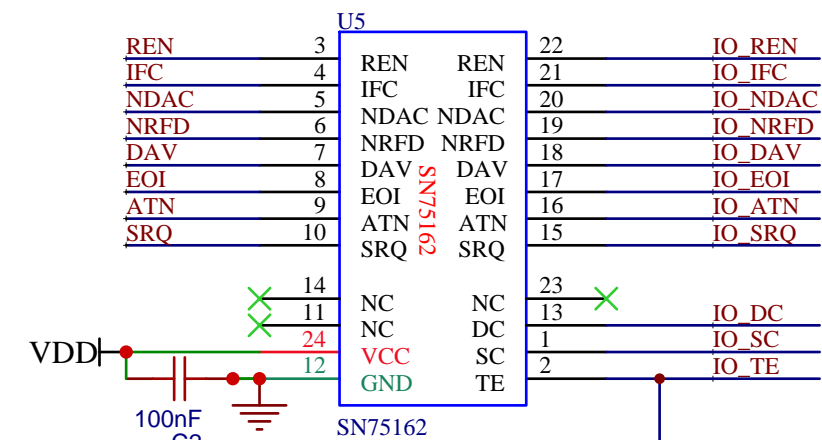 U5
REN 3 REN REN 22 IO_REN
IFC 4 IFC IFC 21 IO_IFC
NDAC 5 NDAC NDAC 20 IO_NDAC
NRFD 6 NRFD NRFD 19 IO_NRFD
DAV 7 DAV DAV 18 IO_DAV
EOI 8 EOI EOI 17 IO_EOI
ATN 9 ATN ATN 16 IO_ATN
SRQ 10 SRQ SRQ 15 IO_SRQ
SN75162
14 NC NC 23
11 NC DC 13 IO_DC
VDD 24 VCC SC 1 IO_SC
12 GND TE 2 IO_TE
100nF
SN75162